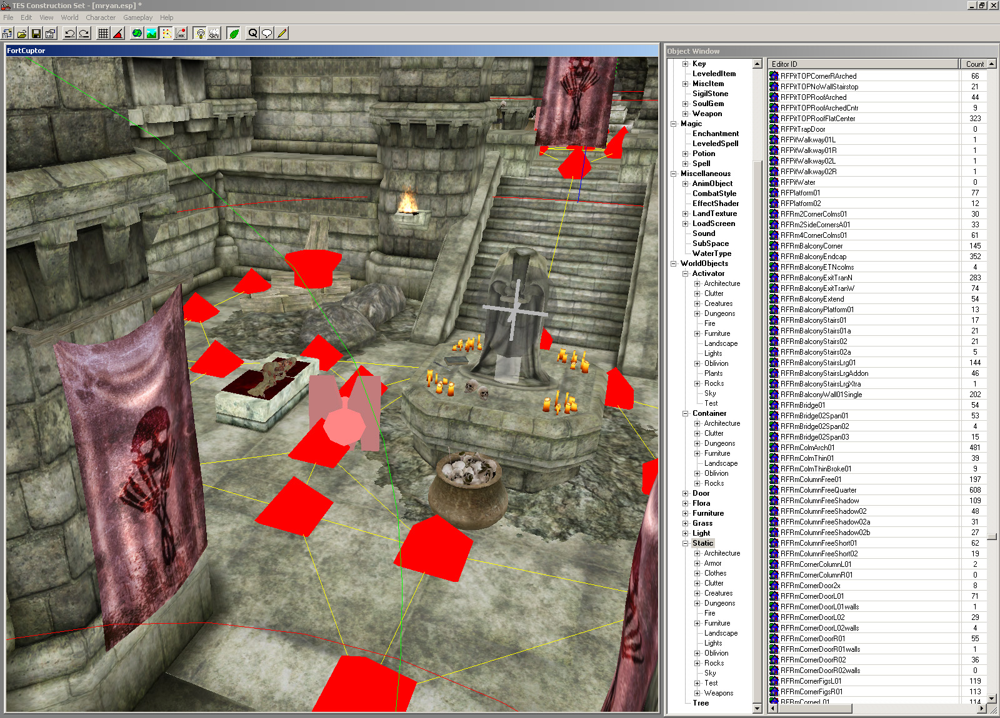 TES Construction Set - [mryan.esp] *
File Edit View World Character Gameplay Help
HK
SKY
FortCuptor
Object Window
Key
LeveledItem
MiscItem
SigilStone
SoulGem
Weapon
Magic
Enchantment
LeveledSpell
Potion
Spell
Miscellaneous
AnimObject
CombatStyle
EffectShader
LandTexture
LoadScreen
Sound
SubSpace
WaterType
WorldObjects
Activator
Architecture
Clutter
Creatures
Dungeons
Fire
Furniture
Landscape
Lights
Oblivion
Plants
Rocks
Sky
Test
Container
Architecture
Clutter
Dungeons
Furniture
Landscape
Oblivion
Rocks
Door
Flora
Furniture
Grass
Light
Static
Architecture
Armor
Clothes
Clutter
Creatures
Dungeons
Fire
Furniture
Landscape
Lights
Oblivion
Rocks
Sky
Test
Weapons
Tree
Editor ID Count
RFPitTOPCornerRArched 66
RFPitTOPNoWallStairstop 21
RFPitTOPRoofArched 44
RFPitTOPRoofArchedCntr 9
RFPitTOPRoofFlatCenter 323
RFPitTrapDoor 0
RFPitWalkway01L 1
RFPitWalkway01R 1
RFPitWalkway02L 1
RFPitWalkway02R 1
RFPitWater 0
RFPlatform01 77
RFPlatform02 12
RFRm2CornerColms01 30
RFRm2SideCornersA01 33
RFRm4CornerColms01 61
RFRmBalconyCorner 145
RFRmBalconyEndcap 352
RFRmBalconyETNcolms 4
RFRmBalconyExitTranN 283
RFRmBalconyExitTranW 74
RFRmBalconyExtend 54
RFRmBalconyPlatform01 13
RFRmBalconyStairs01 17
RFRmBalconyStairs01a 21
RFRmBalconyStairs02 21
RFRmBalconyStairs02a 5
RFRmBalconyStairsLrg01 144
RFRmBalconyStairsLrgAddon 46
RFRmBalconyStairsLrgXtra 1
RFRmBalconyWall01Single 202
RFRmBridge01 54
RFRmBridge02Span01 53
RFRmBridge02Span02 4
RFRmBridge02Span03 15
RFRmColmArch01 481
RFRmColmThin01 39
RFRmColmThinBroke01 9
RFRmColumnFree01 197
RFRmColumnFreeQuarter 608
RFRmColumnFreeShadow 109
RFRmColumnFreeShadow02 48
RFRmColumnFreeShadow02a 31
RFRmColumnFreeShadow02b 27
RFRmColumnFreeShort01 62
RFRmColumnFreeShort02 19
RFRmCornerColumnL01 2
RFRmCornerColumnR01 0
RFRmCornerDoor2x 8
RFRmCornerDoorL01 71
RFRmCornerDoorL01walls 1
RFRmCornerDoorL02 29
RFRmCornerDoorL02walls 4
RFRmCornerDoorR01 55
RFRmCornerDoorR01walls 1
RFRmCornerDoorR02 36
RFRmCornerDoorR02walls 0
RFRmCornerFigsL01 119
RFRmCornerFigsR01 113
RFRmCornerL01 114